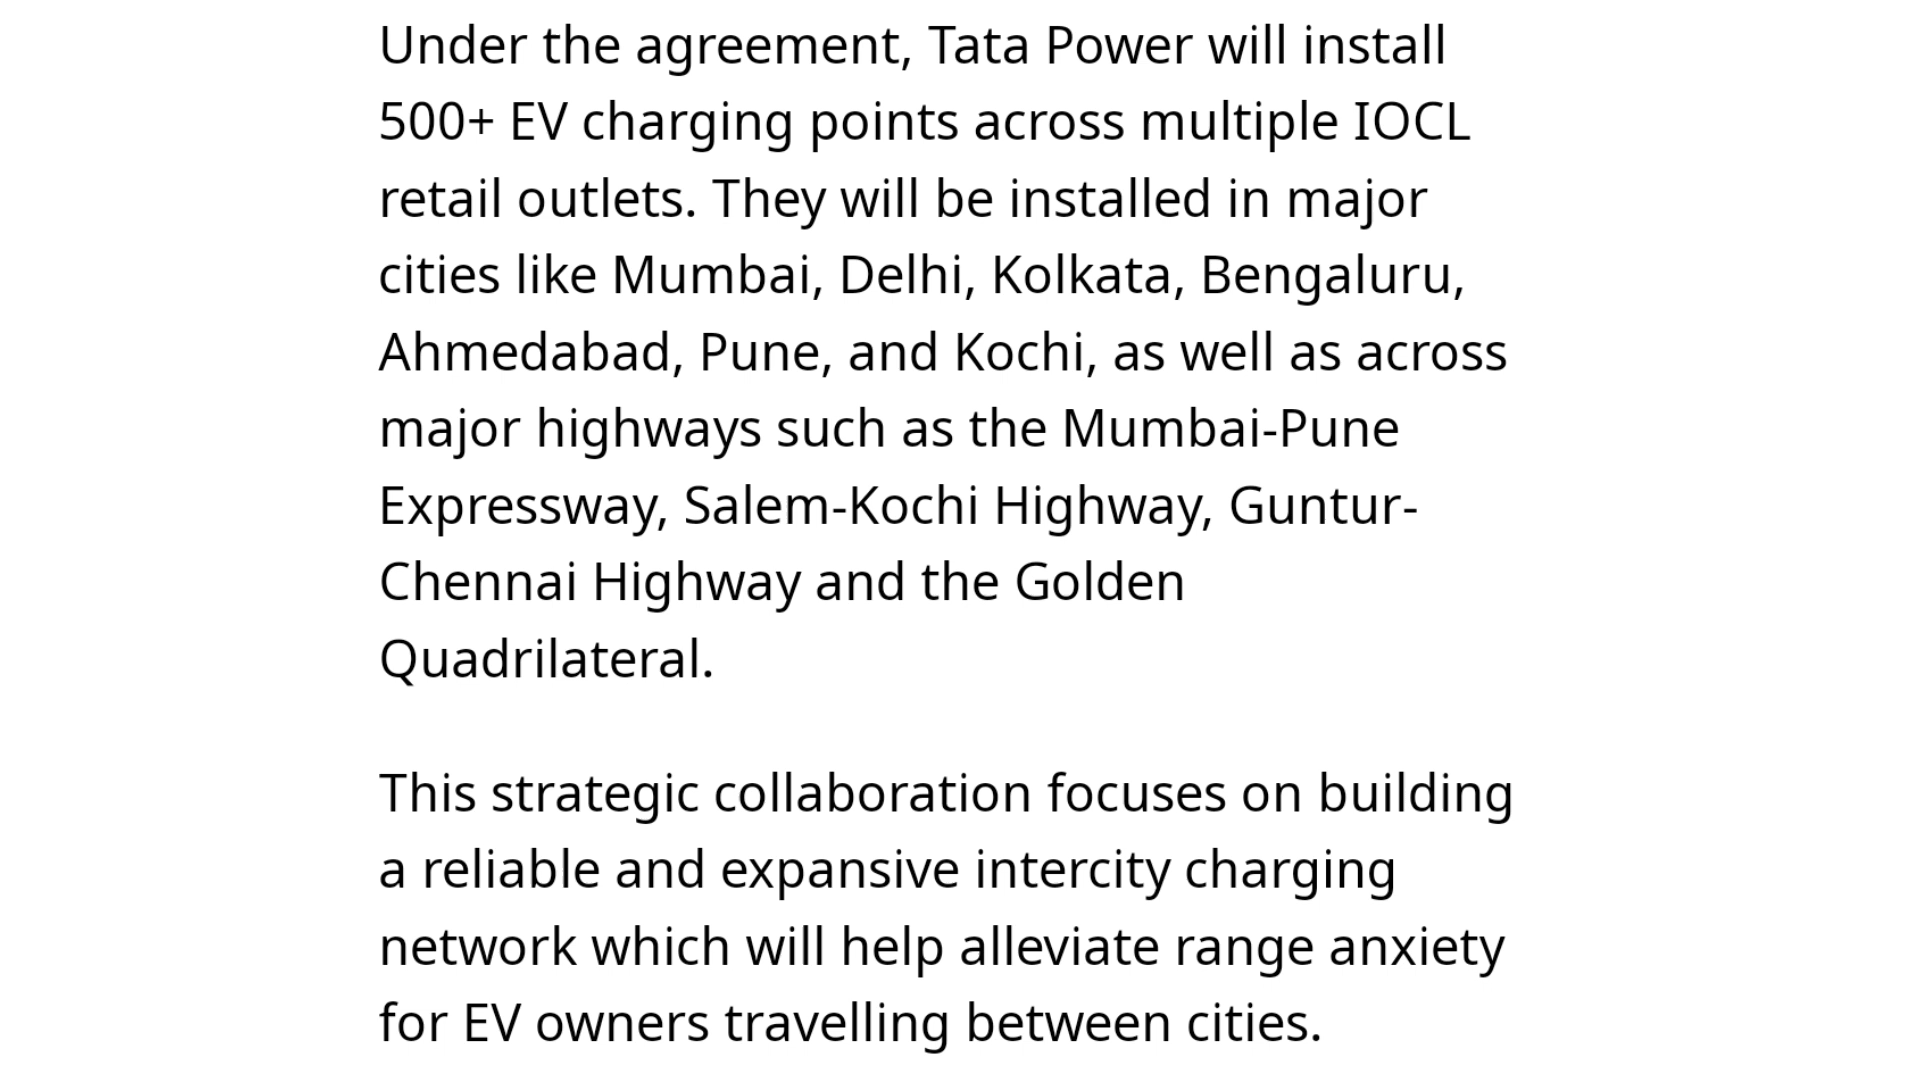 Under the agreement, Tata Power will install
500+ EV charging points across multiple IOCL
retail outlets. They will be installed in major
cities like Mumbai, Delhi, Kolkata, Bengaluru,
Ahmedabad, Pune, and Kochi, as well as across
major highways such as the Mumbai-Pune
Expressway, Salem-Kochi Highway, Guntur-
Chennai Highway and the Golden
Quadrilateral.
This strategic collaboration focuses on building
a reliable and expansive intercity charging
network which will help alleviate range anxiety
for EV owners travelling between cities.